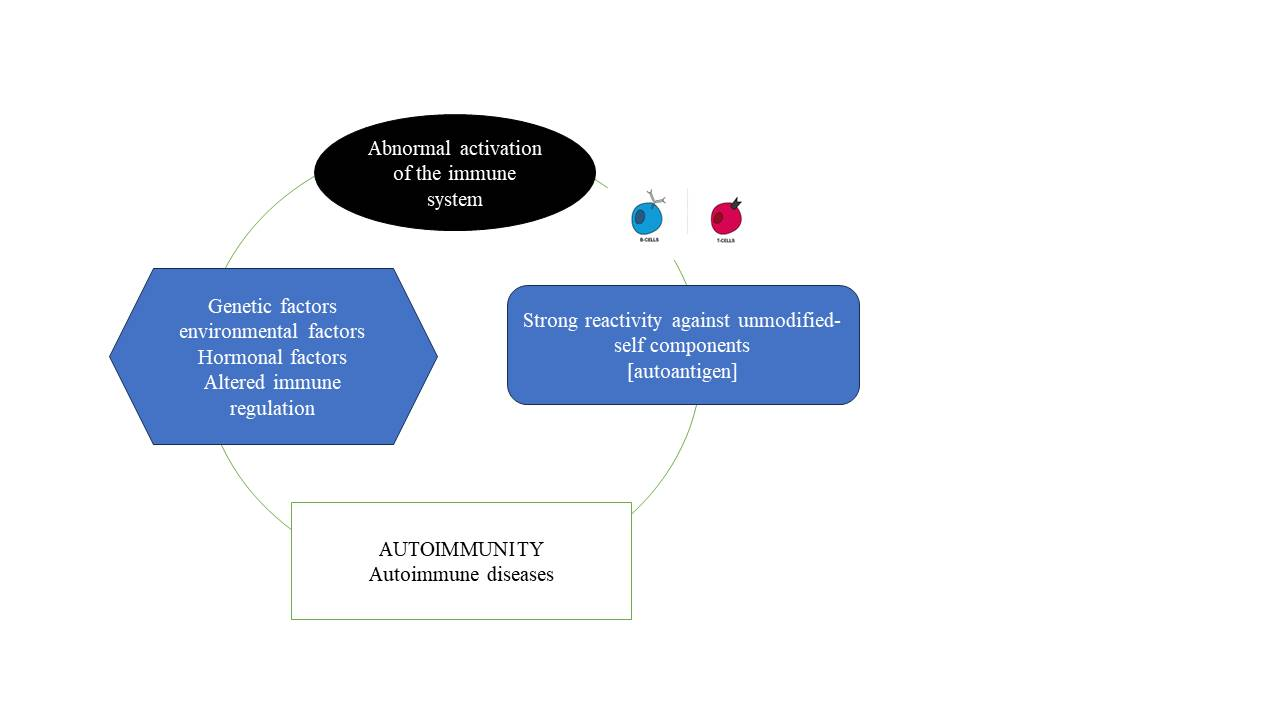 Abnormal activation
of the immune
system
B-CELLS
T-CELLS
Genetic factors
environmental factors
Hormonal factors
Altered immune
regulation
Strong reactivity against unmodified-
self components
[autoantigen]
AUTOIMMUNITY
Autoimmune diseases